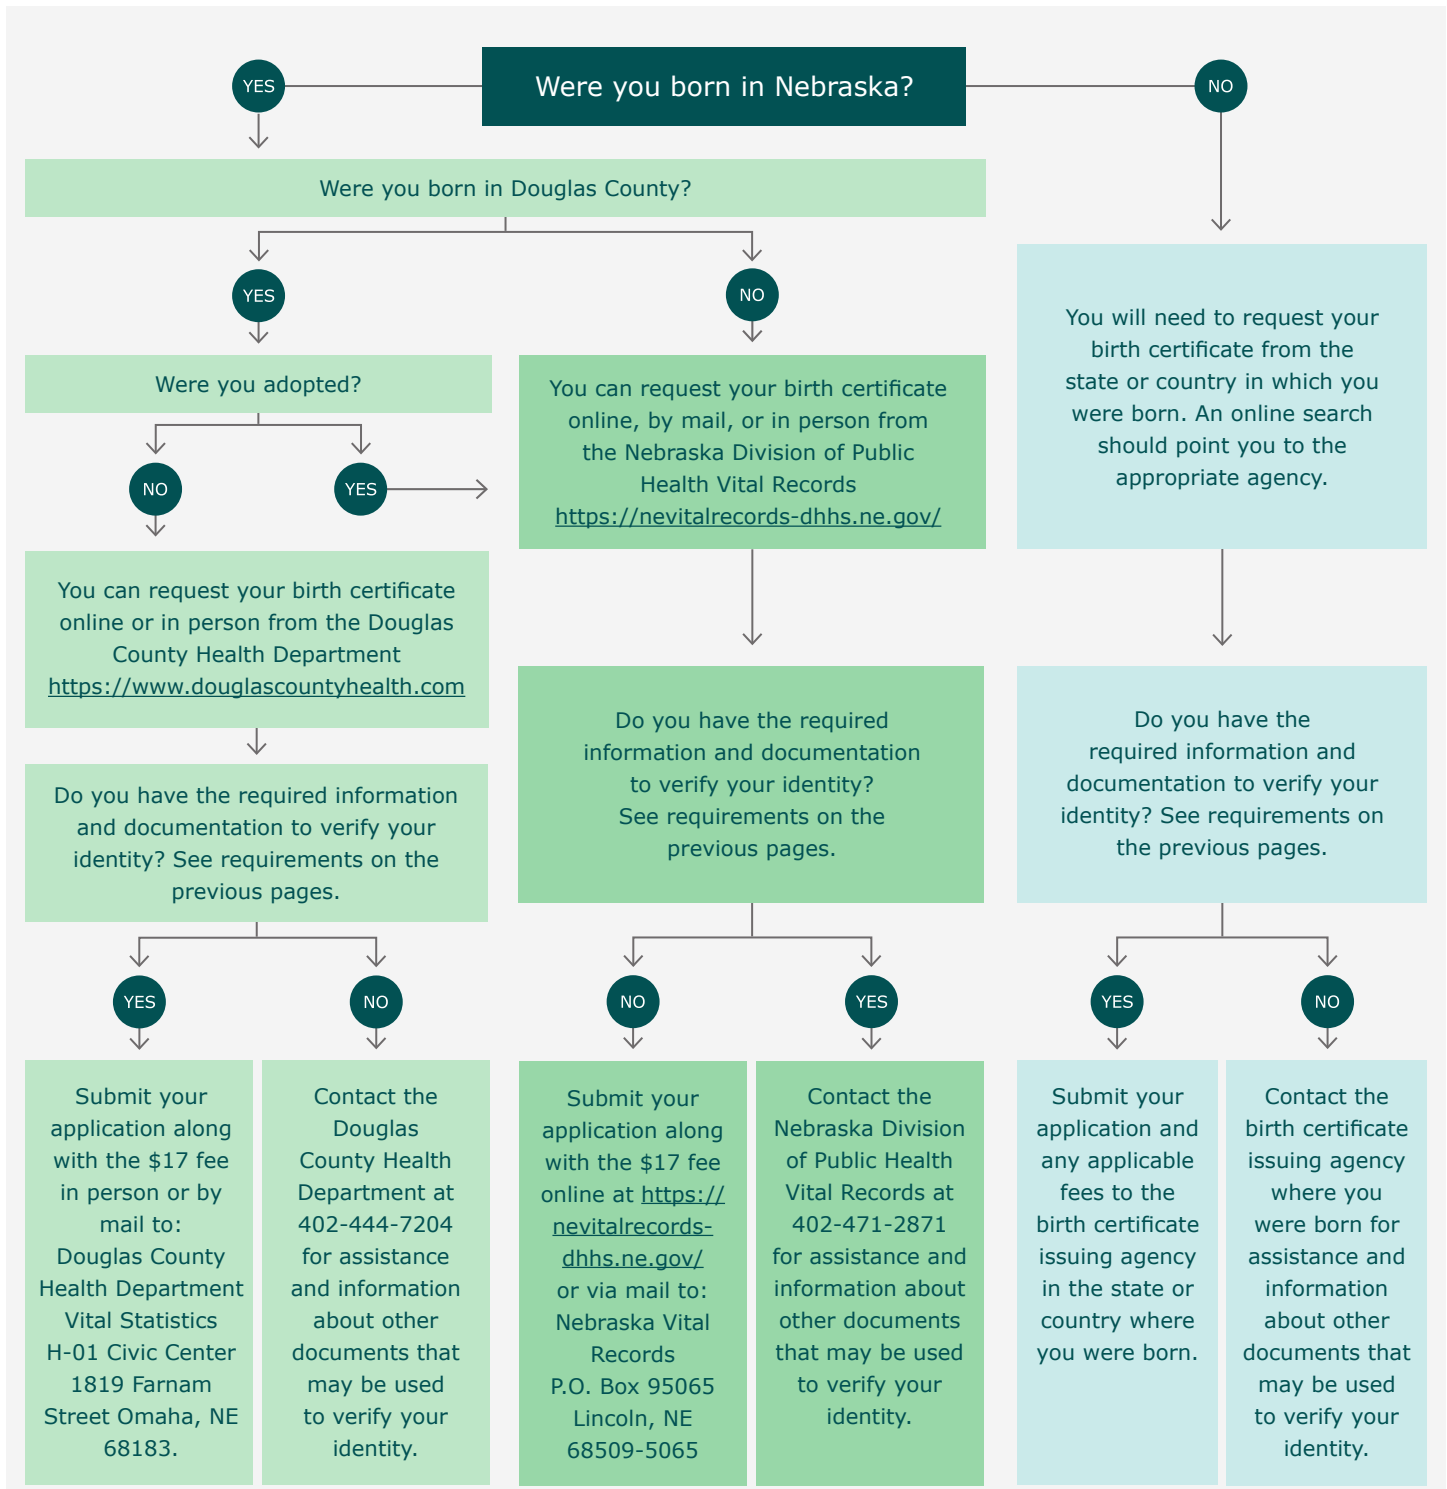 Were you born in Nebraska?
YES
NO
Were you born in Douglas County?
YES
NO
Were you adopted?
NO
YES
You can request your birth certificate
online or in person from the Douglas
County Health Department
https://www.douglascountyhealth.com
Do you have the required information
and documentation to verify your
identity? See requirements on the
previous pages.
YES
NO
Submit your
application along
with the $17 fee
in person or by
mail to:
Douglas County
Health Department
Vital Statistics
H-01 Civic Center
1819 Farnam
Street Omaha, NE
68183.
Contact the
Douglas
County Health
Department at
402-444-7204
for assistance
and information
about other
documents that
may be used
to verify your
identity.
You can request your birth certificate
online, by mail, or in person from
the Nebraska Division of Public
Health Vital Records
https://nevitalrecords-dhhs.ne.gov/
Do you have the required
information and documentation
to verify your identity?
See requirements on the
previous pages.
NO
YES
Submit your
application along
with the $17 fee
online at https://
nevitalrecords-
dhhs.ne.gov/
or via mail to:
Nebraska Vital
Records
P.O. Box 95065
Lincoln, NE
68509-5065
Contact the
Nebraska Division
of Public Health
Vital Records at
402-471-2871
for assistance and
information about
other documents
that may be used
to verify your
identity.
You will need to request your
birth certificate from the
state or country in which you
were born. An online search
should point you to the
appropriate agency.
Do you have the
required information and
documentation to verify your
identity? See requirements on
the previous pages.
YES
NO
Submit your
application and
any applicable
fees to the
birth certificate
issuing agency
in the state or
country where
you were born.
Contact the
birth certificate
issuing agency
where you
were born for
assistance and
information
about other
documents that
may be used
to verify your
identity.